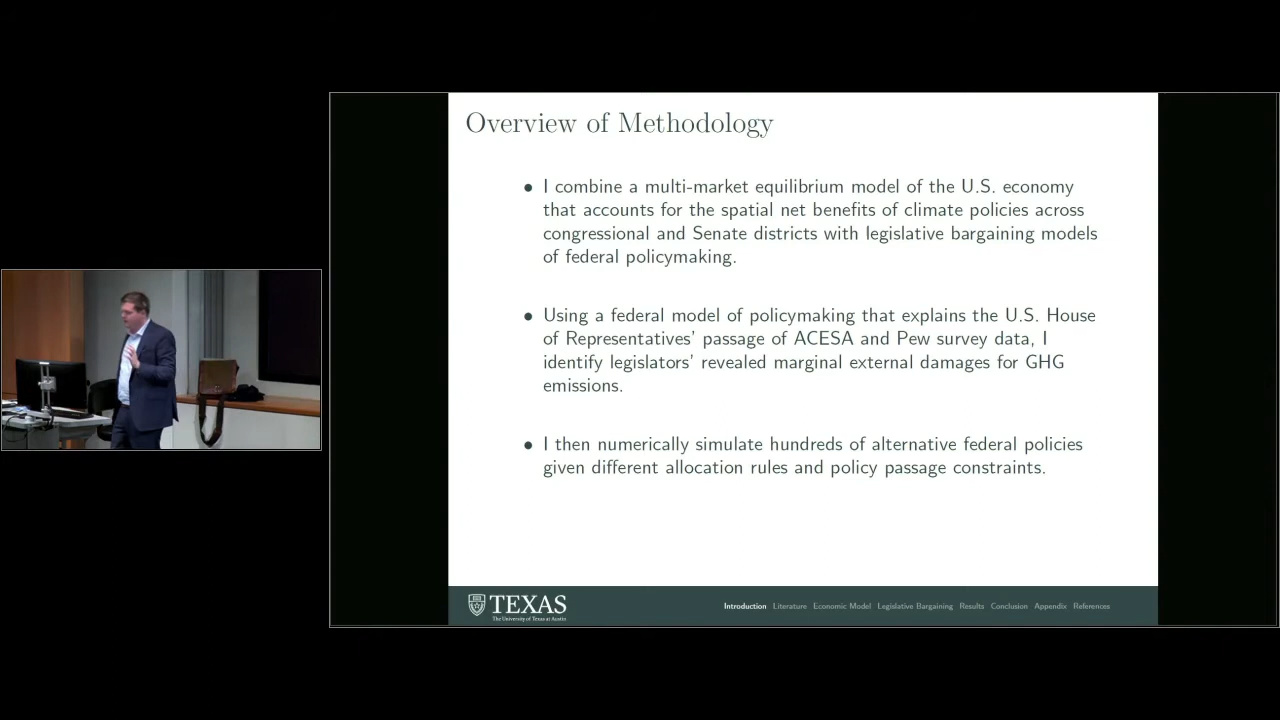 Overview of Methodology
• I combine a multi-market equilibrium model of the U.S. economy
that accounts for the spatial net benefits of climate policies across
congressional and Senate districts with legislative bargaining models
of federal policymaking.
• Using a federal model of policymaking that explains the U.S. House
of Representatives' passage of ACESA and Pew survey data, I
identify legislators' revealed marginal external damages for GHG
emissions.
• I then numerically simulate hundreds of alternative federal policies
given different allocation rules and policy passage constraints.
TEXAS
The University of Texas at Austin
Introduction Literature Economic Model Legislative Bargaining Results Conclusion Appendix References